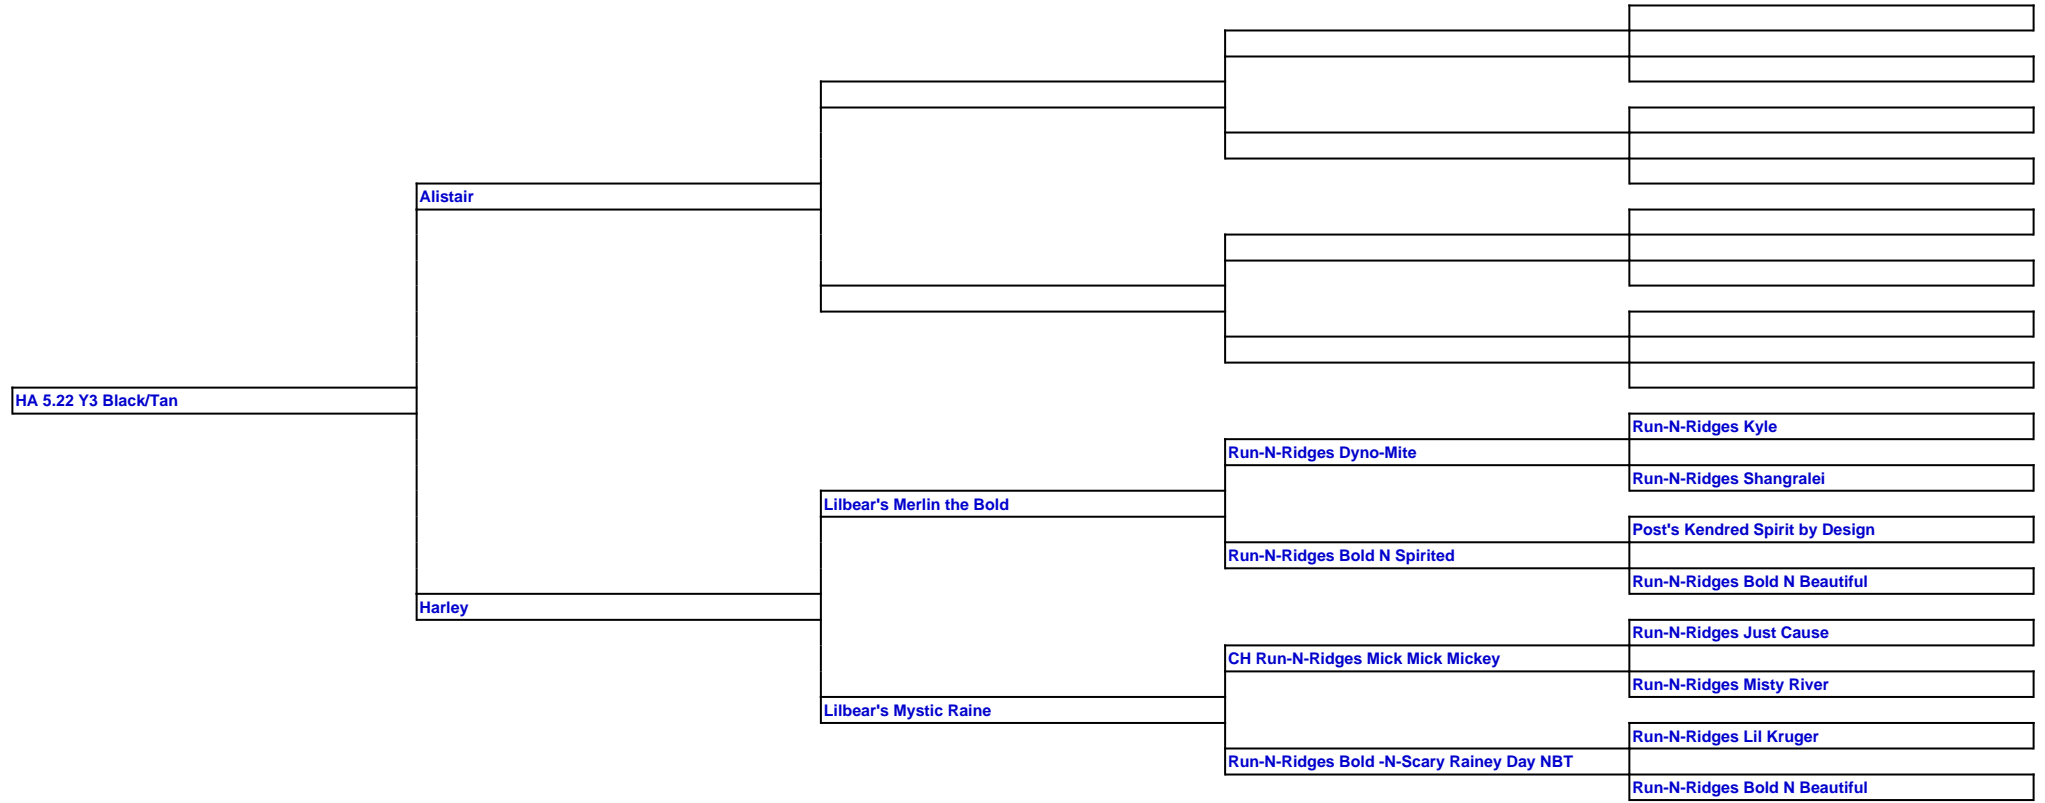 Alistair
HA 5.22 Y3 Black/Tan
Run-N-Ridges Kyle
Run-N-Ridges Dyno-Mite
Run-N-Ridges Shangralei
Lilbear's Merlin the Bold
Post's Kendred Spirit by Design
Run-N-Ridges Bold N Spirited
Run-N-Ridges Bold N Beautiful
Harley
Run-N-Ridges Just Cause
CH Run-N-Ridges Mick Mick Mickey
Run-N-Ridges Misty River
Lilbear's Mystic Raine
Run-N-Ridges Lil Kruger
Run-N-Ridges Bold -N-Scary Rainey Day NBT
Run-N-Ridges Bold N Beautiful